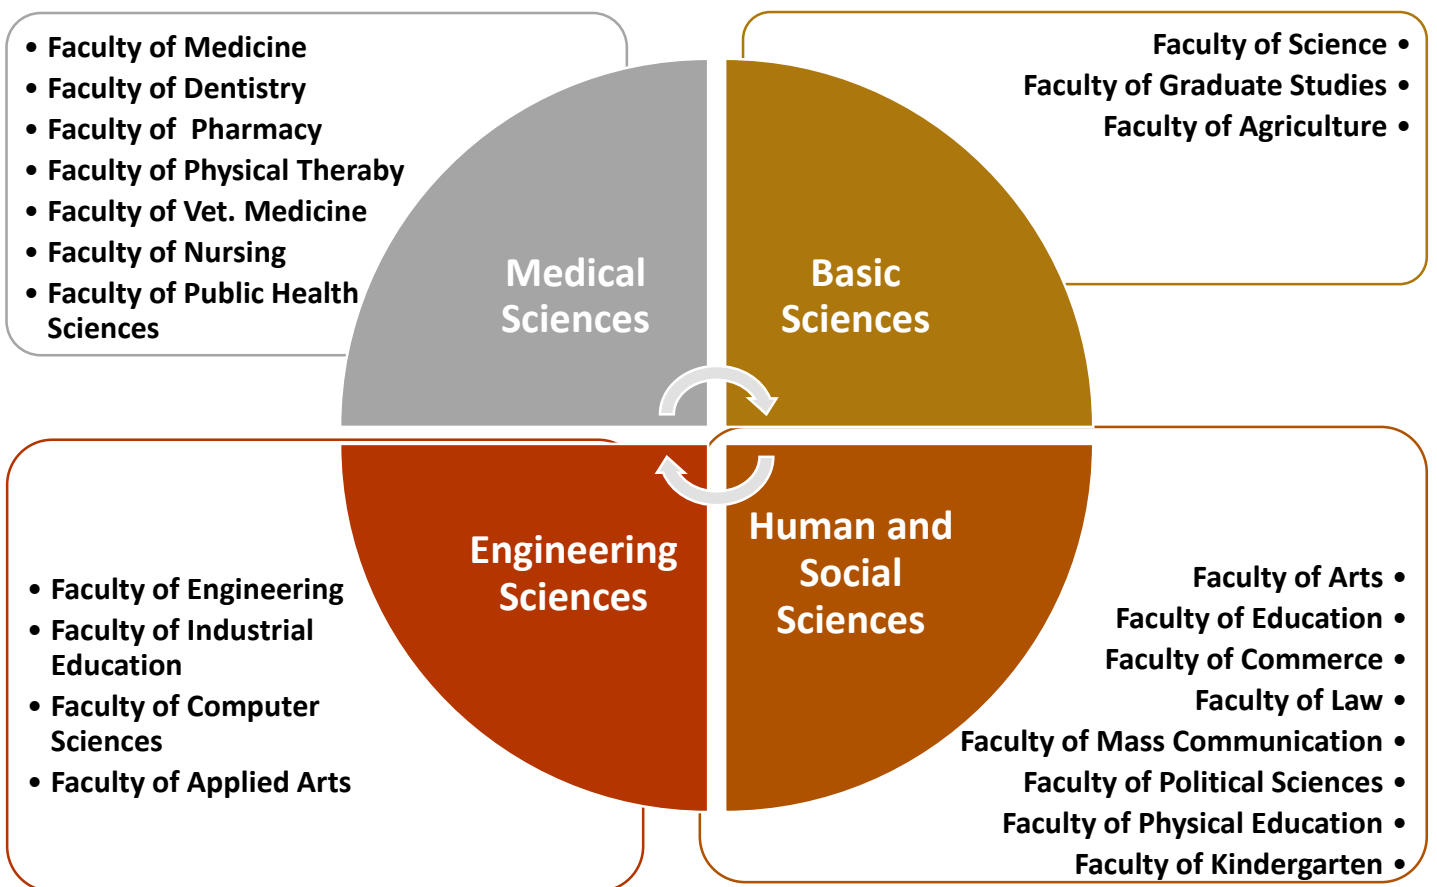 • Faculty of Medicine
• Faculty of Dentistry
• Faculty of  Pharmacy
• Faculty of Physical Theraby
• Faculty of Vet. Medicine
• Faculty of Nursing
• Faculty of Public Health
Sciences
Medical
Sciences
Faculty of Science •
Faculty of Graduate Studies •
Faculty of Agriculture •
Basic
Sciences
• Faculty of Engineering
• Faculty of Industrial
Education
• Faculty of Computer
Sciences
• Faculty of Applied Arts
Engineering
Sciences
Human and
Social
Sciences
Faculty of Arts •
Faculty of Education •
Faculty of Commerce •
Faculty of Law •
Faculty of Mass Communication •
Faculty of Political Sciences •
Faculty of Physical Education •
Faculty of Kindergarten •